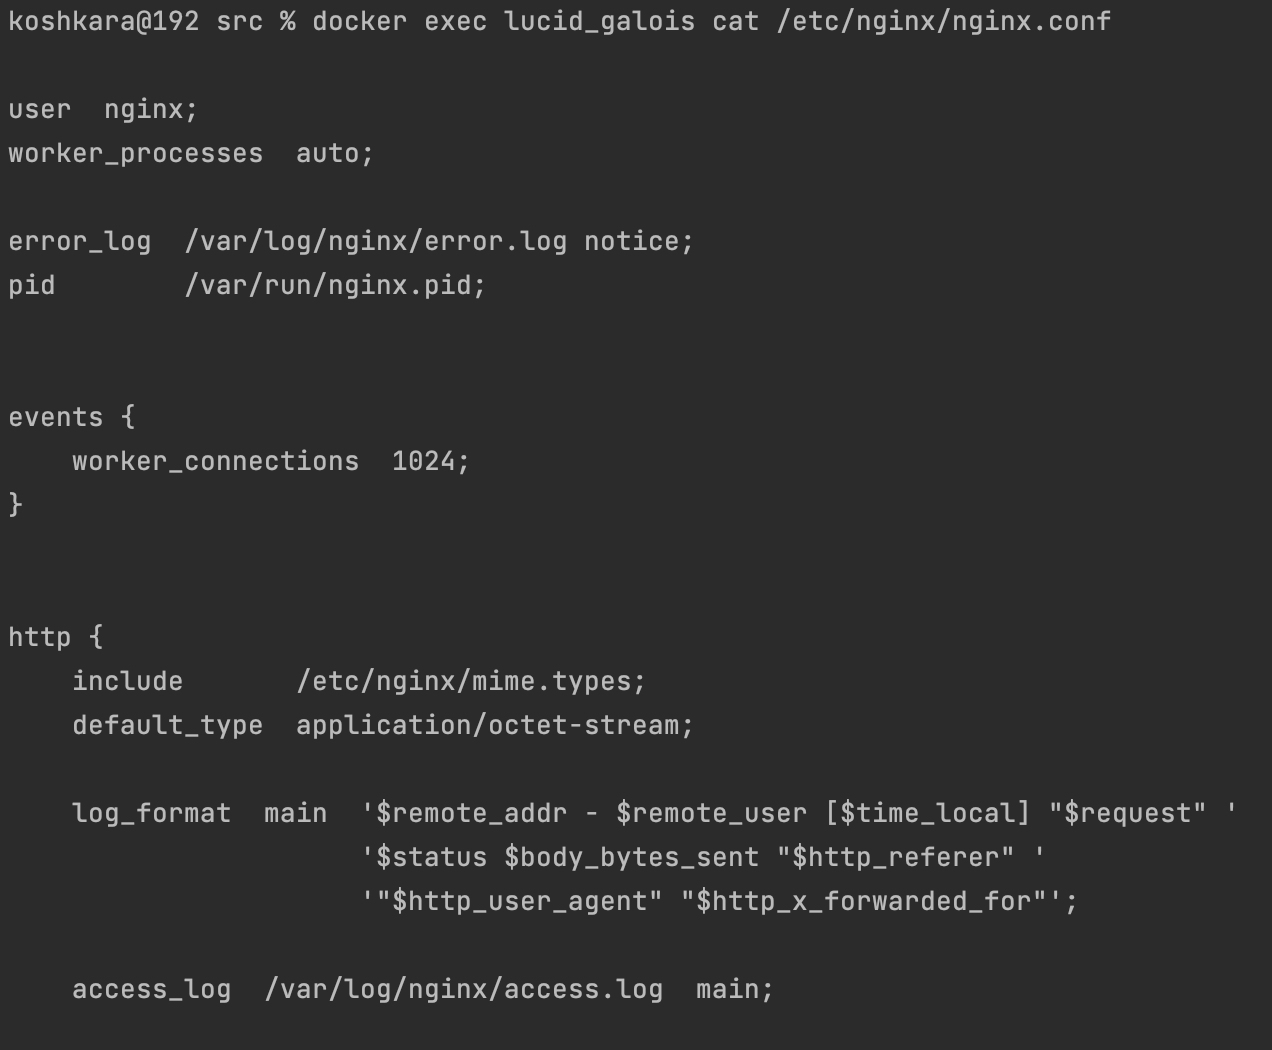 koshkara@192 src % docker exec lucid_galois cat /etc/nginx/nginx.conf
user  nginx;
worker_processes  auto;
error_log  /var/log/nginx/error.log notice;
pid        /var/run/nginx.pid;
events {
    worker_connections  1024;
}
http {
    include       /etc/nginx/mime.types;
    default_type  application/octet-stream;
    log_format  main  '$remote_addr - $remote_user [$time_local] "$request" '
                      '$status $body_bytes_sent "$http_referer" '
                      '"$http_user_agent" "$http_x_forwarded_for"';
    access_log  /var/log/nginx/access.log  main;